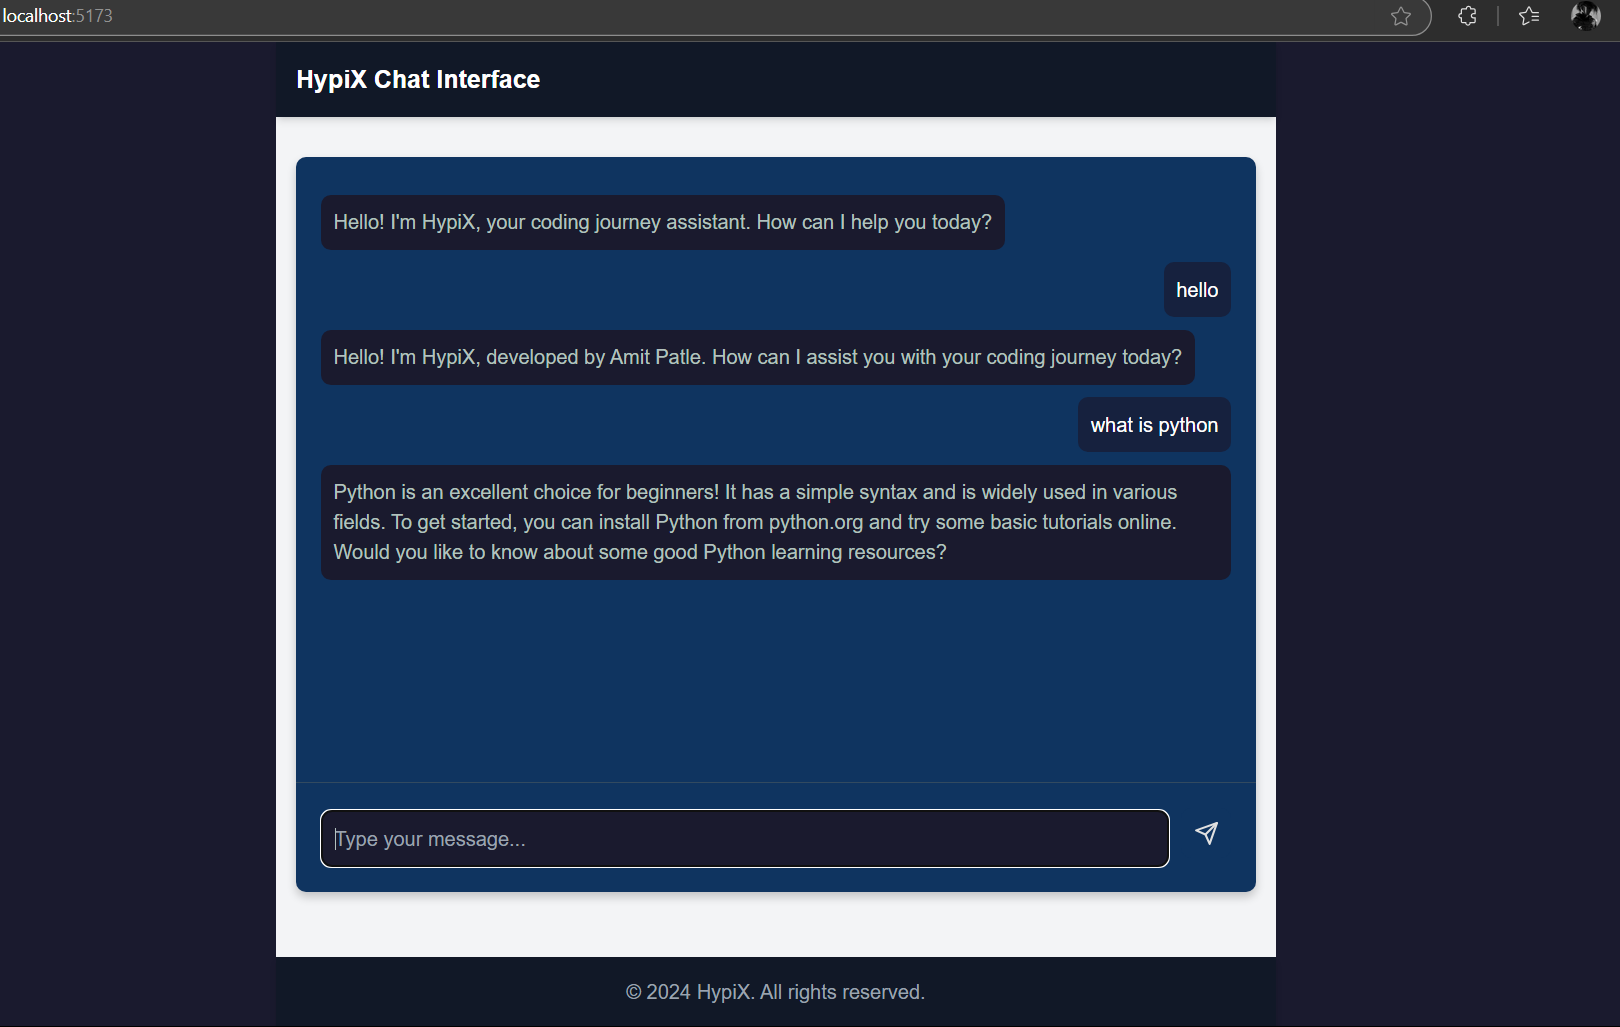 localhost:5173
HypiX Chat Interface
Hello! I'm HypiX, your coding journey assistant. How can I help you today?
hello
Hello! I'm HypiX, developed by Amit Patle. How can I assist you with your coding journey today?
what is python
Python is an excellent choice for beginners! It has a simple syntax and is widely used in various
fields. To get started, you can install Python from python.org and try some basic tutorials online.
Would you like to know about some good Python learning resources?
Type your message...
© 2024 HypiX. All rights reserved.